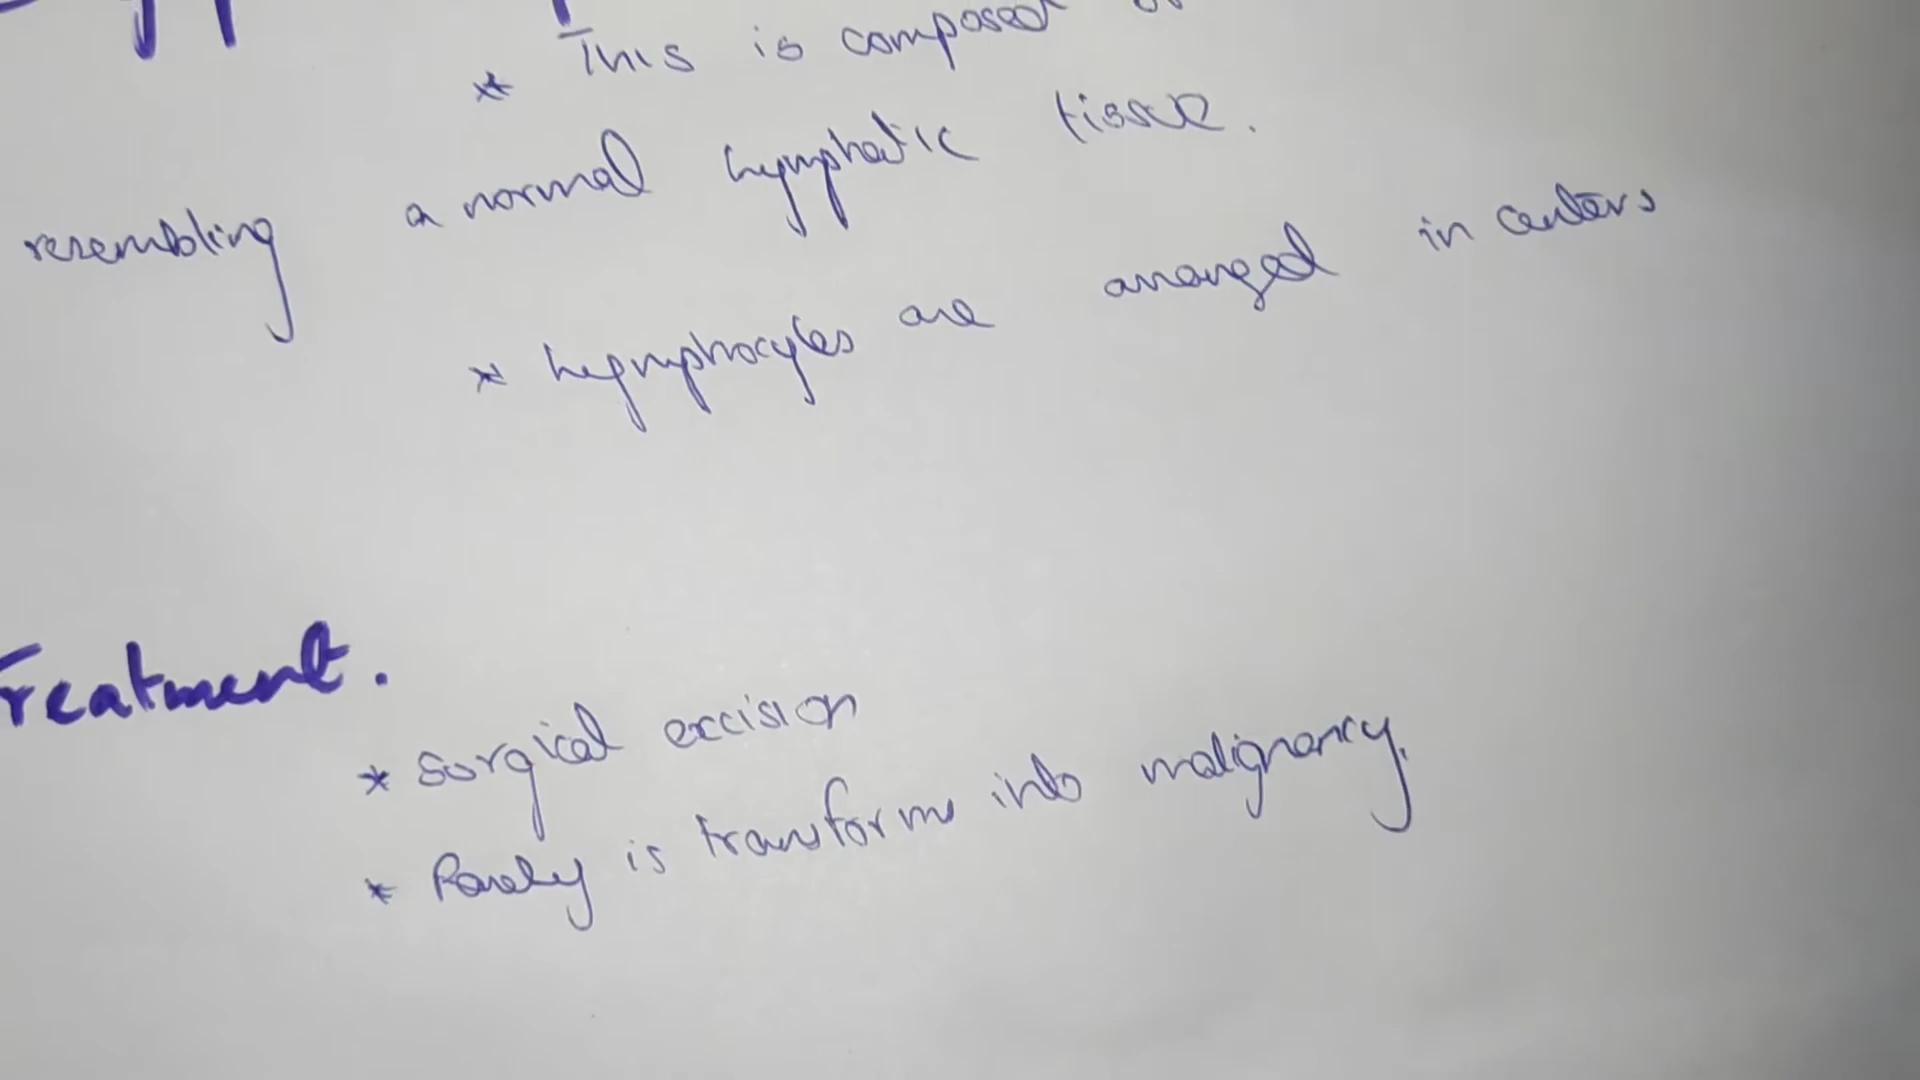 * This is composed
resembling a normal lymphatic tissue.
* Lymphocytes are arranged in centers
Treatment.
* Surgical excision
* Rarely is transforms into malignancy.